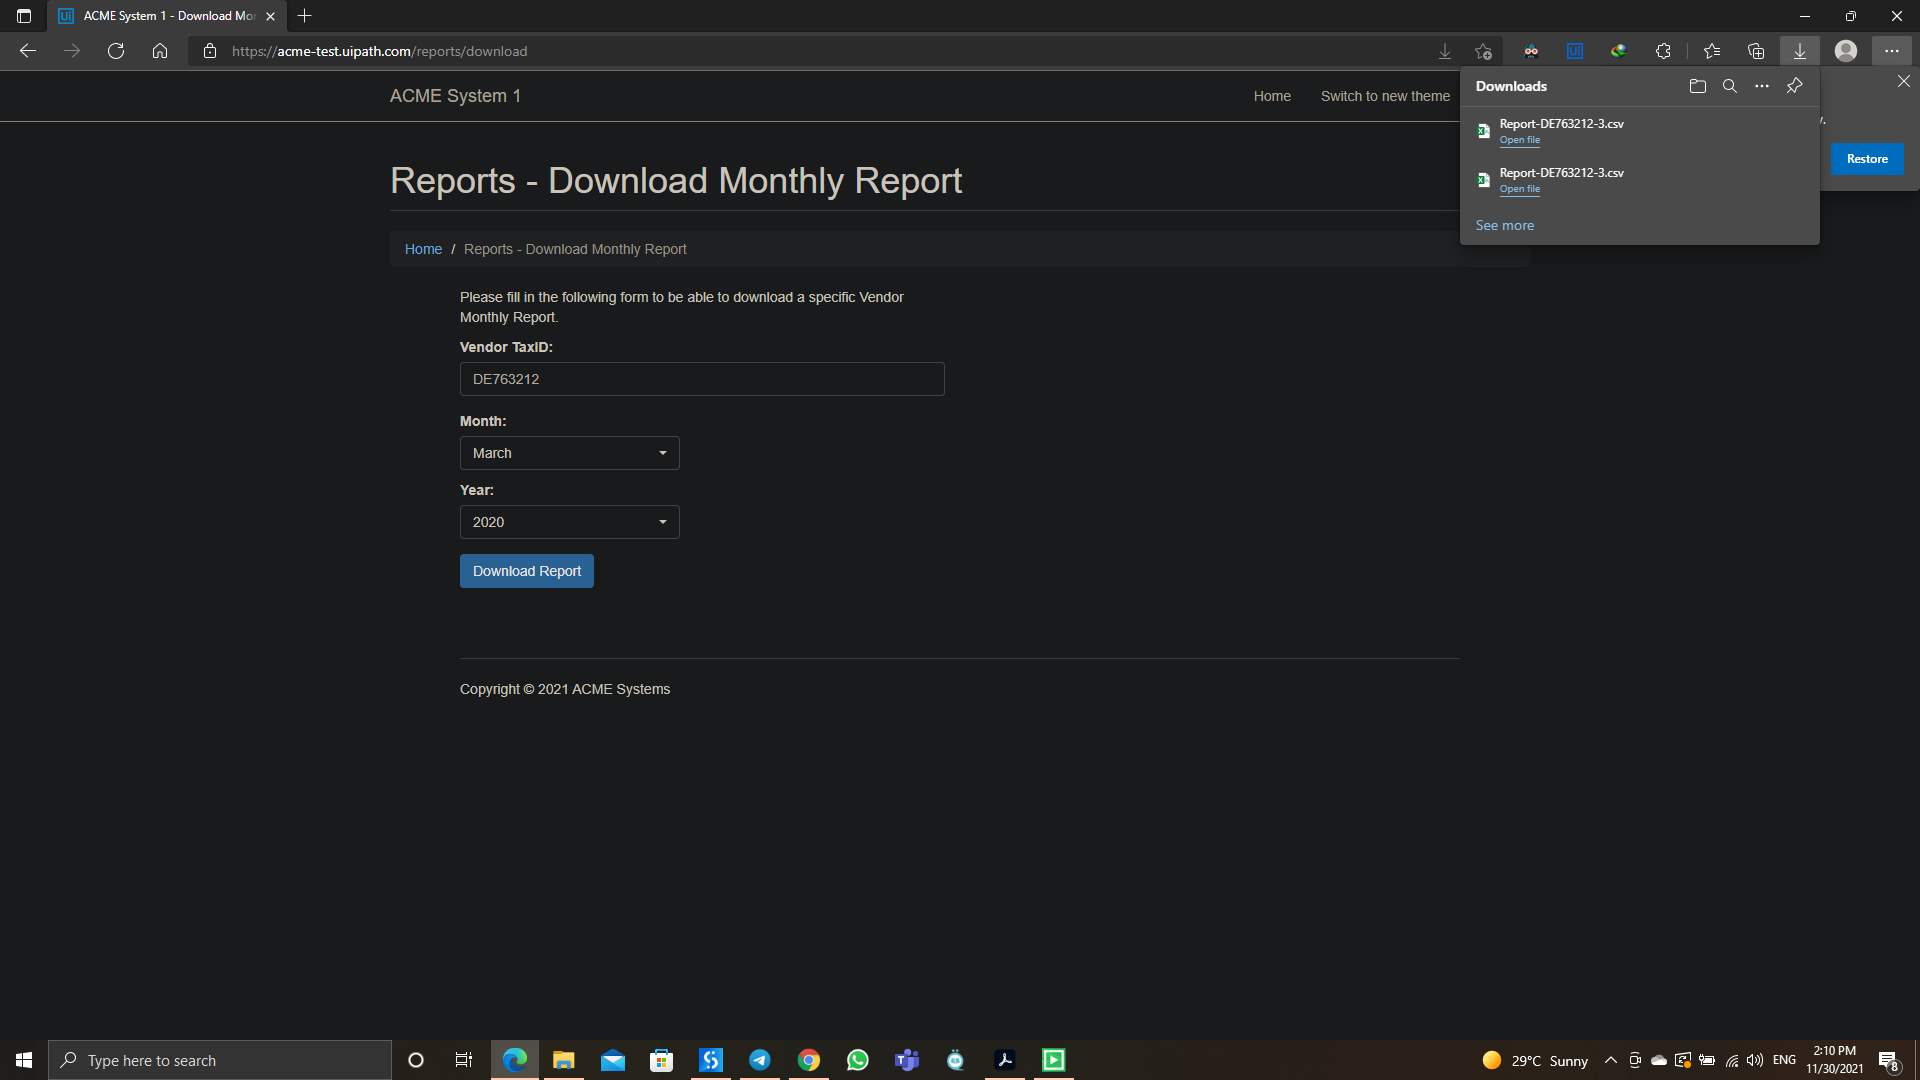 ACME System 1 - Download Mon
https://acme-test.uipath.com/reports/download
ACME System 1
Home
Switch to new theme
Downloads
Report-DE763212-3.csv
Open file
Report-DE763212-3.csv
Open file
See more
Restore
Reports - Download Monthly Report
Home / Reports - Download Monthly Report
Please fill in the following form to be able to download a specific Vendor
Monthly Report.
Vendor TaxID:
DE763212
Month:
March
Year:
2020
Download Report
Copyright © 2021 ACME Systems
Type here to search
29°C Sunny
ENG
2:10 PM
11/30/2021
8